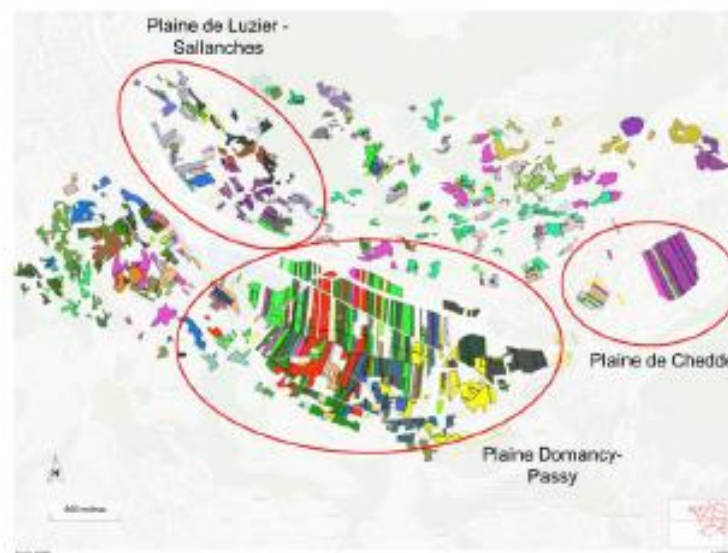 Plaine de Luzier -
Sallanches
Plaine de Chedde
Plaine Domancy-
Passy
N